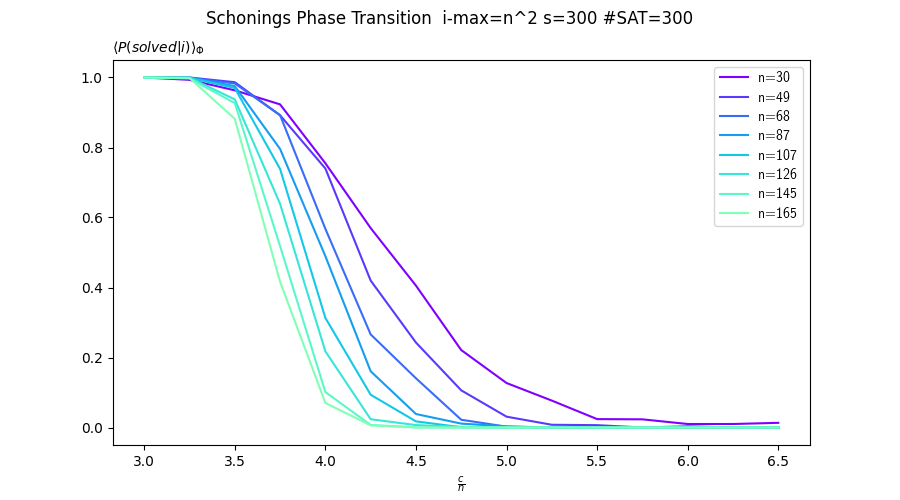 Schonings Phase Transition  i-max=n^2 s=300 #SAT=300
⟨P(solved|i)⟩Φ
1.0
0.8
0.6
0.4
0.2
0.0
3.0 3.5 4.0 4.5 5.0 5.5 6.0 6.5
c/n
n=30
n=49
n=68
n=87
n=107
n=126
n=145
n=165